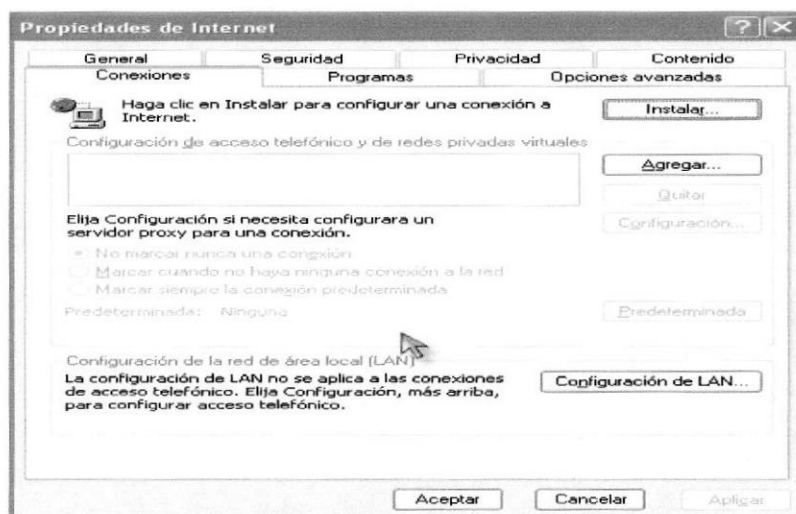 Propiedades de Internet
General Seguridad Privacidad Contenido
Conexiones Programas Opciones avanzadas
Haga clic en Instalar para configurar una conexión a
Internet.
Instalar...
Configuración de acceso telefónico y de redes privadas virtuales
Agregar...
Quitar
Elija Configuración si necesita configurara un
servidor proxy para una conexión.
Configuración...
No marcar nunca una conexión
Marcar cuando no haya ninguna conexión a la red
Marcar siempre la conexión predeterminada
Predeterminada: Ninguna
Predeterminada
Configuración de la red de área local (LAN)
La configuración de LAN no se aplica a las conexiones
de acceso telefónico. Elija Configuración, más arriba,
para configurar acceso telefónico.
Configuración de LAN...
Aceptar Cancelar Aplicar